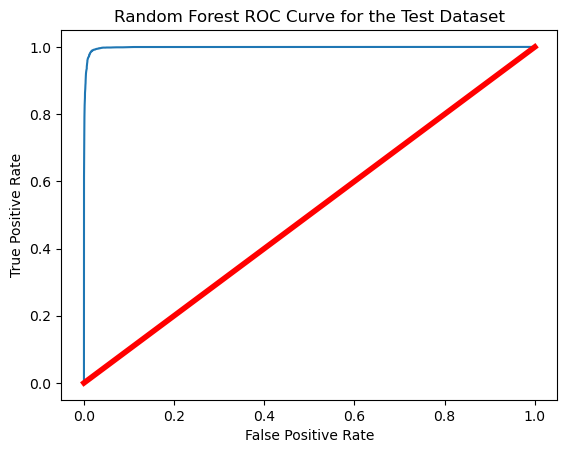 Random Forest ROC Curve for the Test Dataset
1.0
0.8
0.6
0.4
0.2
0.0
True Positive Rate
0.0 0.2 0.4 0.6 0.8 1.0
False Positive Rate